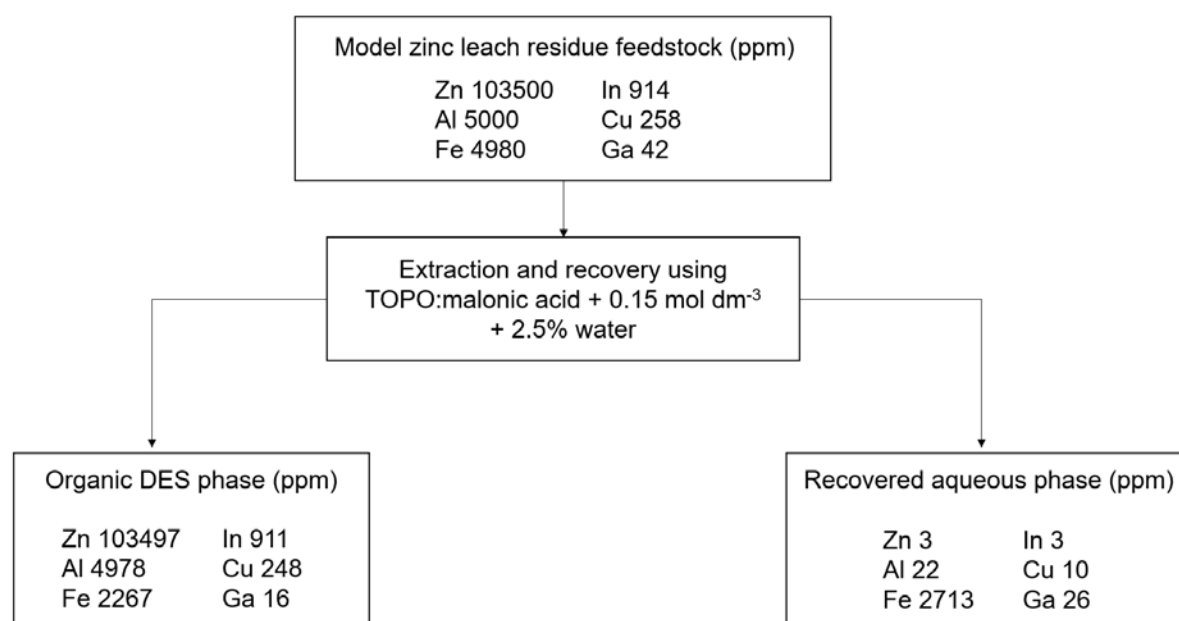 Model zinc leach residue feedstock (ppm)
Zn 103500 In 914
Al 5000 Cu 258
Fe 4980 Ga 42
Extraction and recovery using
TOPO:malonic acid + 0.15 mol dm-3
+ 2.5% water
Organic DES phase (ppm)
Zn 103497 In 911
Al 4978 Cu 248
Fe 2267 Ga 16
Recovered aqueous phase (ppm)
Zn 3 In 3
Al 22 Cu 10
Fe 2713 Ga 26